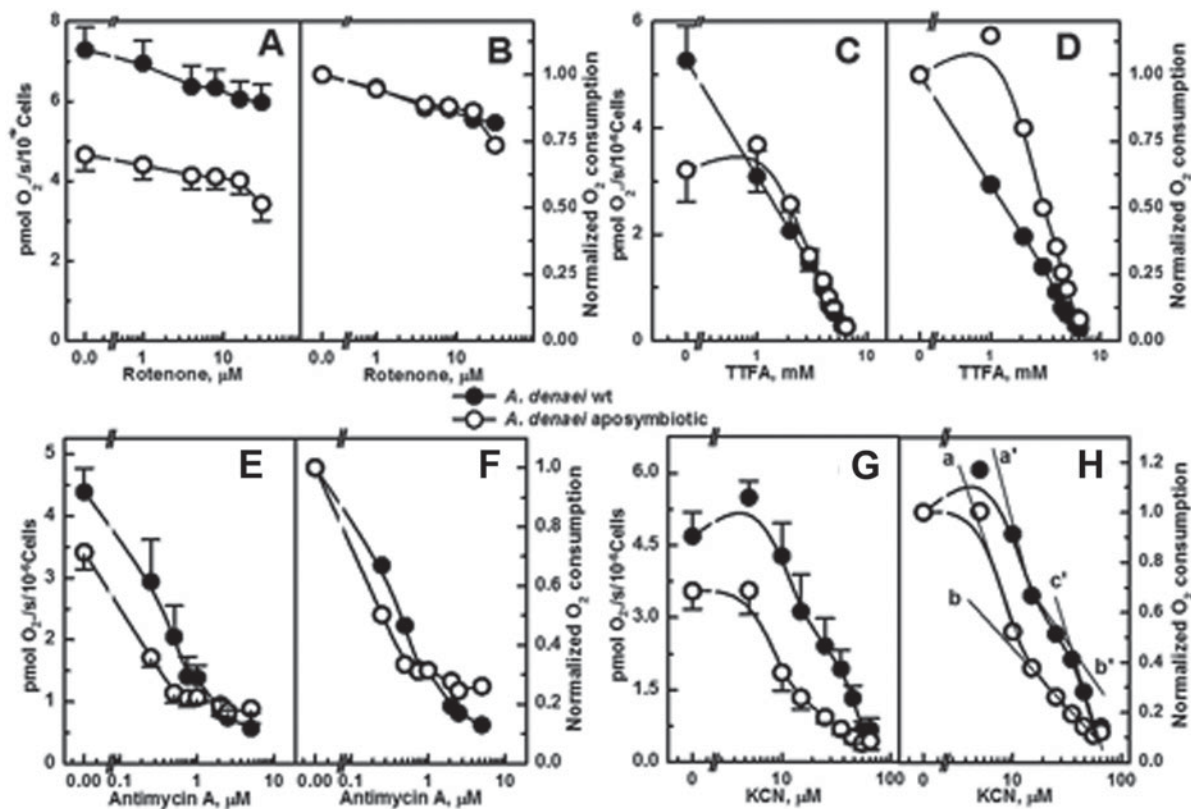 A
B
C
D
8
6
4
2
0
pmol O₂/s/10⁻⁶Cells
0.0 1 10
Rotenone, μM
0.0 1 10
Rotenone, μM
1.00
0.75
0.50
0.25
0.00
Normalized O₂ consumption
6
4
2
0
pmol O₂/s/10⁻⁶Cells
0 1 10
TTFA, mM
0 1 10
TTFA, mM
1.00
0.75
0.50
0.25
0.00
Normalized O₂ consumption
A. denaei wt
A. denaei aposymbiotic
E
F
G
H
5
4
3
2
1
0
pmol O₂/s/10⁻⁶Cells
0.00 0.1 1 10
Antimycin A, μM
0.00 0.1 1 10
Antimycin A, μM
1.0
0.8
0.6
0.4
0.2
0.0
Normalized O₂ consumption
6.0
4.5
3.0
1.5
0.0
pmol O₂/s/10⁻⁶Cells
0 10 100
KCN, μM
a
a'
b
c'
b'
0 10 100
KCN, μM
1.2
1.0
0.8
0.6
0.4
0.2
0.0
Normalized O₂ consumption